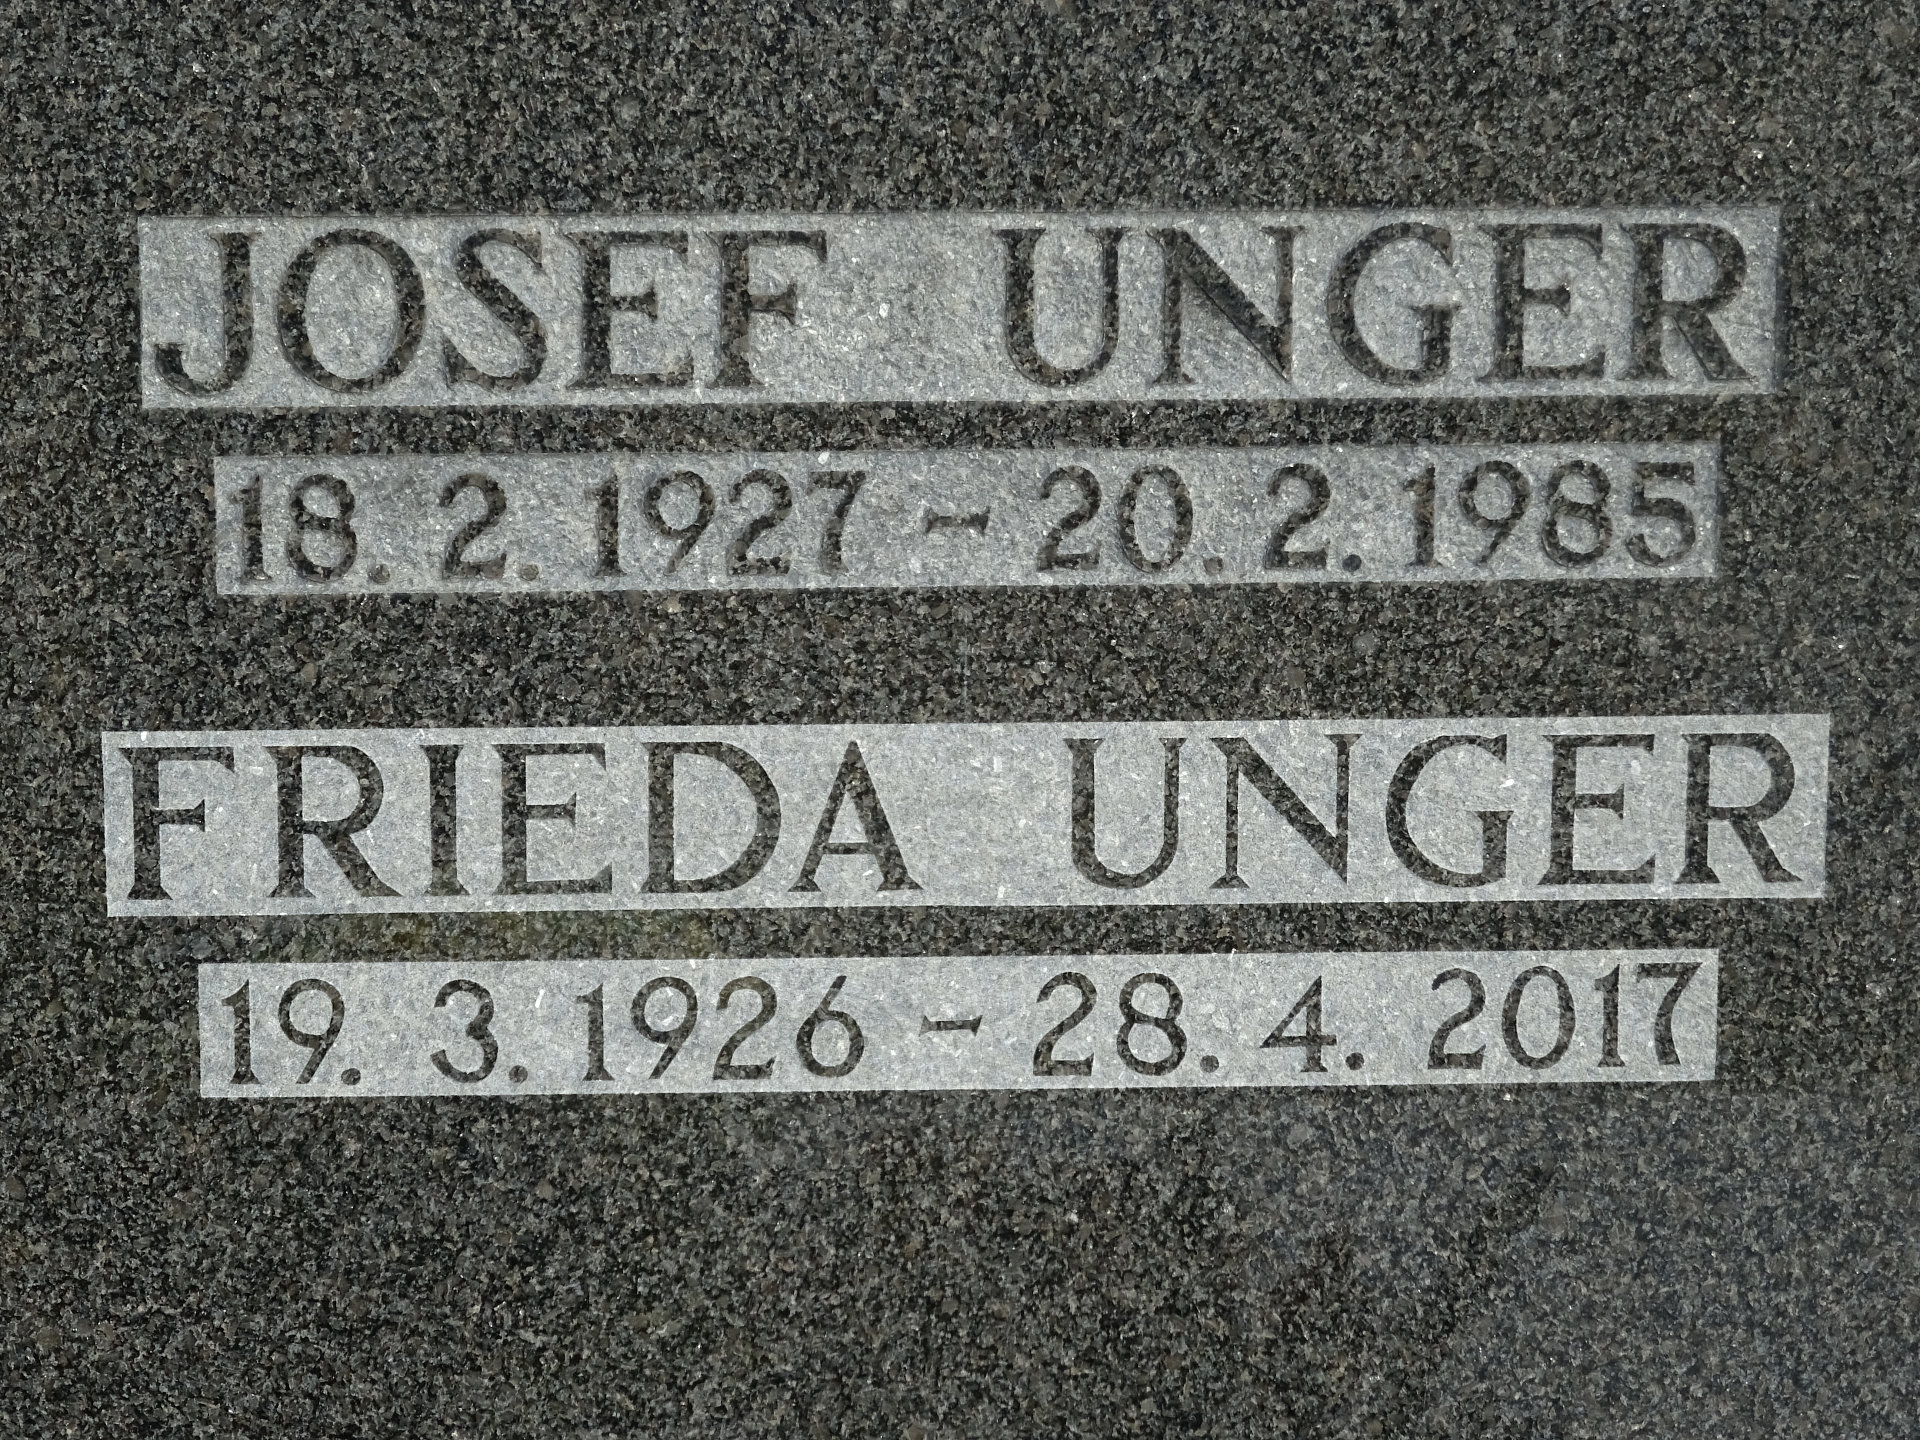 JOSEF UNGER
18. 2. 1927 - 20. 2. 1985
FRIEDA UNGER
19. 3. 1926 - 28. 4. 2017